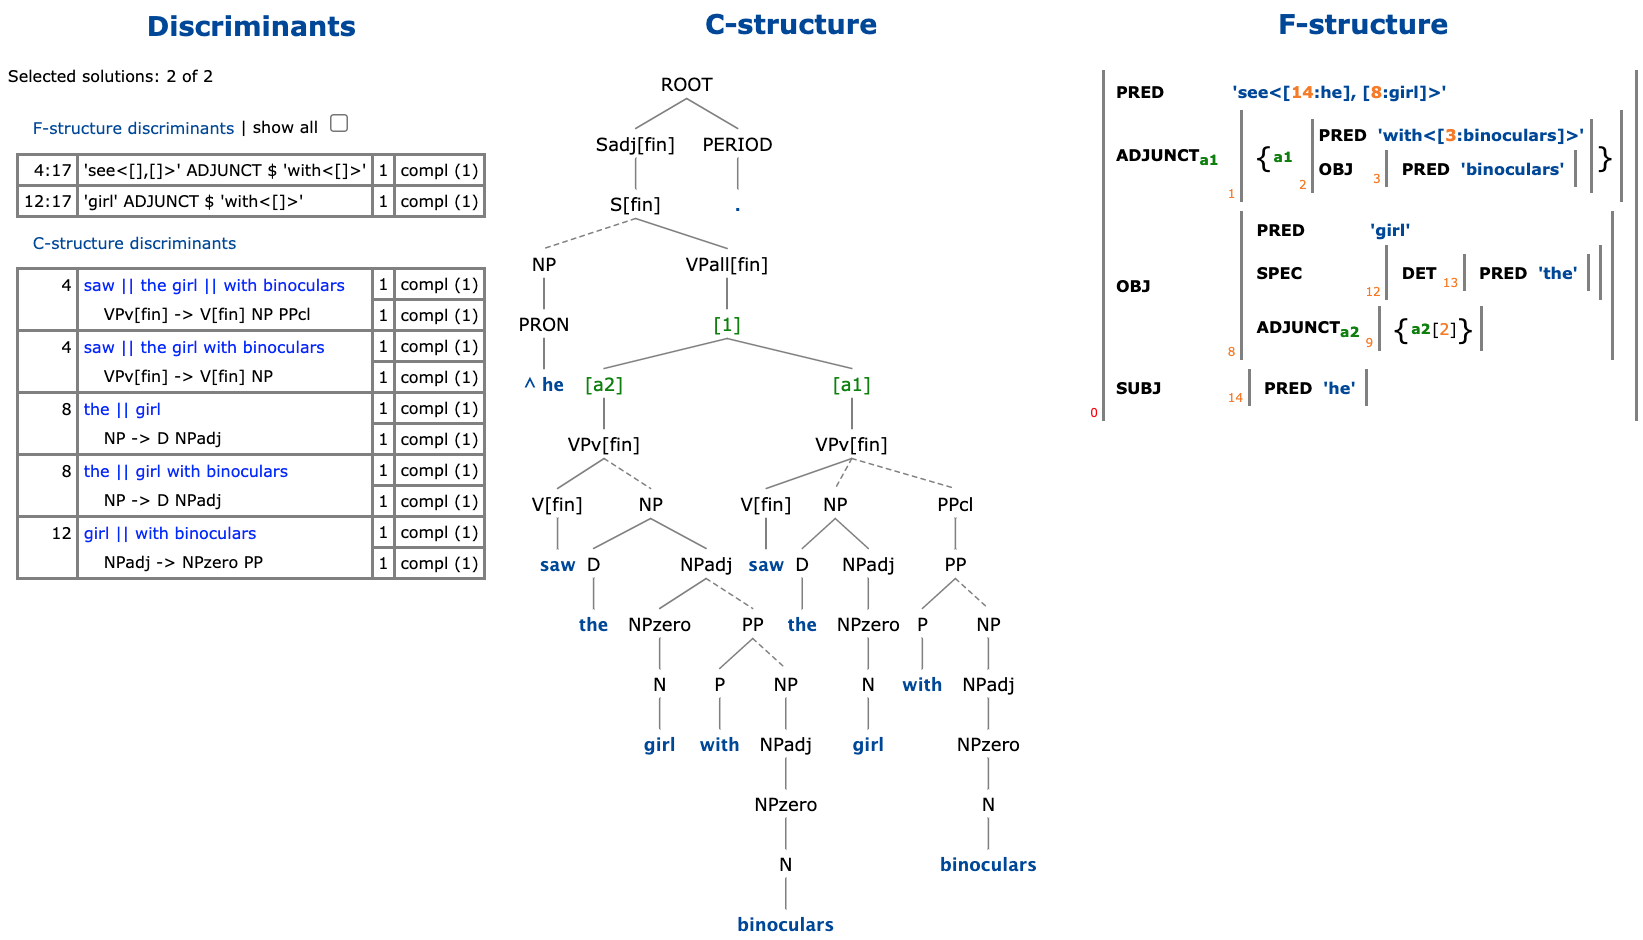 Discriminants
Selected solutions: 2 of 2
F-structure discriminants | show all
4:17 'see<[],[]>' ADJUNCT $ 'with<[]>' 1 compl (1)
12:17 'girl' ADJUNCT $ 'with<[]>' 1 compl (1)
C-structure discriminants
4 saw || the girl || with binoculars 1 compl (1)
VPv[fin] -> V[fin] NP PPcl 1 compl (1)
4 saw || the girl with binoculars 1 compl (1)
VPv[fin] -> V[fin] NP 1 compl (1)
8 the || girl 1 compl (1)
NP -> D NPadj 1 compl (1)
8 the || girl with binoculars 1 compl (1)
NP -> D NPadj 1 compl (1)
12 girl || with binoculars 1 compl (1)
NPadj -> NPzero PP 1 compl (1)
C-structure
ROOT
Sadj[fin] PERIOD
S[fin] .
NP VPall[fin]
PRON [1]
^ he [a2] [a1]
VPv[fin] VPv[fin]
V[fin] NP V[fin] NP PPcl
saw D NPadj saw D NPadj PP
the NPzero PP the NPzero P NP
N P NP N with NPadj
girl with NPadj girl NPzero
NPzero N
N binoculars
binoculars
F-structure
PRED 'see<[14:he], [8:girl]>'
PRED 'with<[3:binoculars]>'
ADJUNCTa1 { a1 }
OBJ 3 PRED 'binoculars'
1 2
PRED 'girl'
SPEC DET 13 PRED 'the'
12
OBJ
ADJUNCTa2 9 { a2[2] }
8
SUBJ 14 PRED 'he'
0